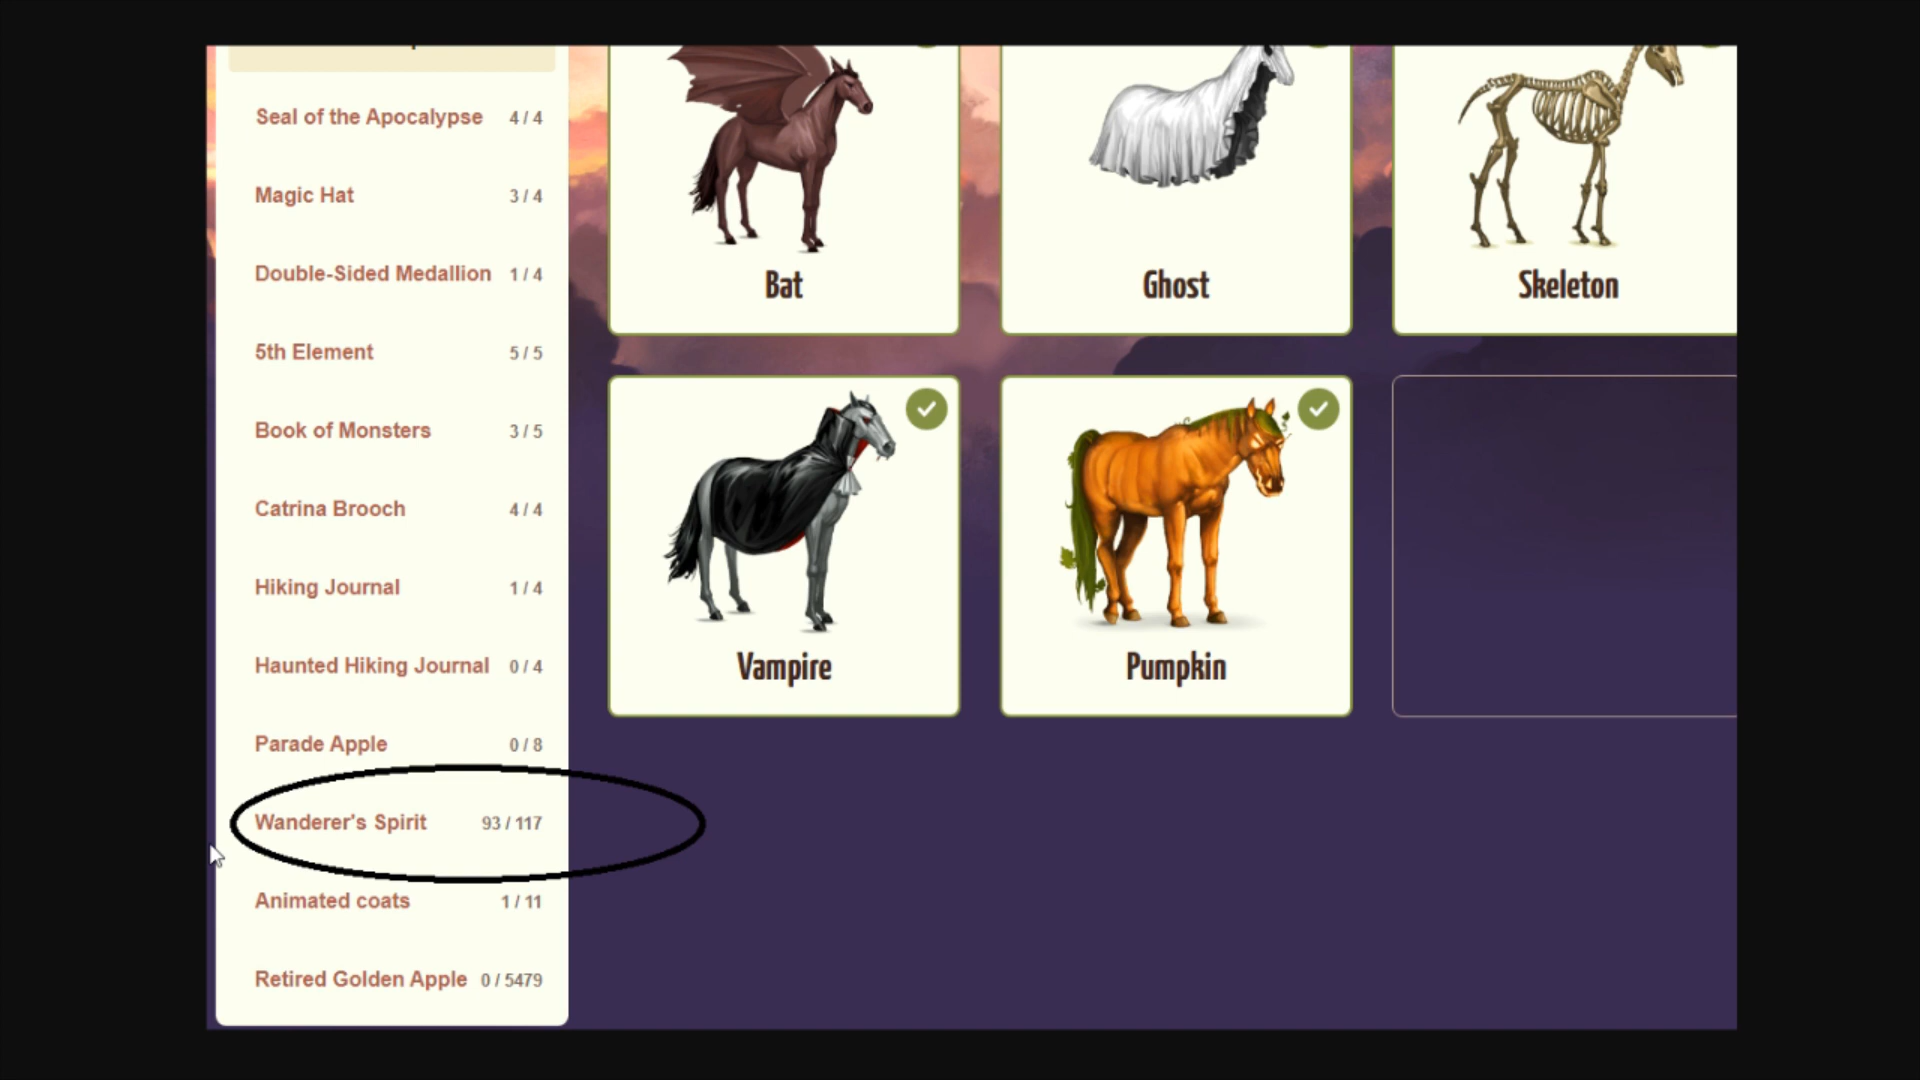 Seal of the Apocalypse 4 / 4
Magic Hat 3 / 4
Double-Sided Medallion 1 / 4
5th Element 5 / 5
Book of Monsters 3 / 5
Catrina Brooch 4 / 4
Hiking Journal 1 / 4
Haunted Hiking Journal 0 / 4
Parade Apple 0 / 8
Wanderer's Spirit 93 / 117
Animated coats 1 / 11
Retired Golden Apple 0 / 5479
Bat
Ghost
Skeleton
Vampire
Pumpkin